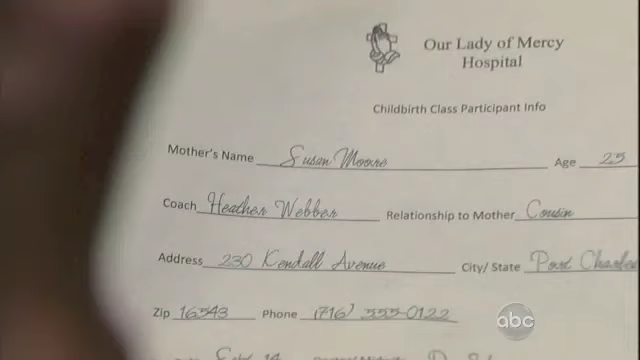 Our Lady of Mercy
Hospital
Childbirth Class Participant Info
Mother's Name Susan Moore Age 23
Coach Heather Webber Relationship to Mother Cousin
Address 230 Kendall Avenue City/ State Port Charles
Zip 16543 Phone (716) 555-0122
abc